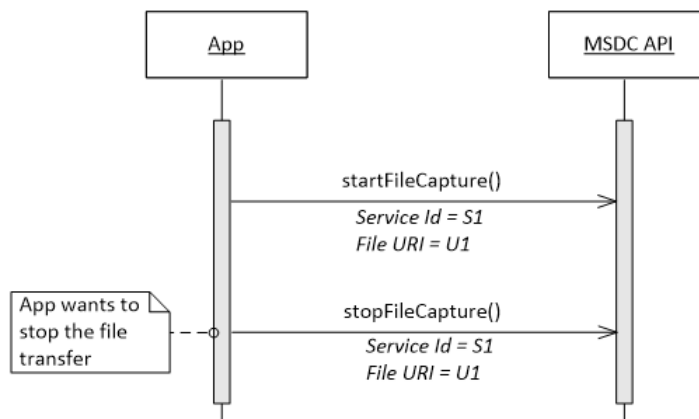 App
MSDC API
startFileCapture()
Service Id = S1
File URI = U1
App wants to
stop the file
transfer
stopFileCapture()
Service Id = S1
File URI = U1